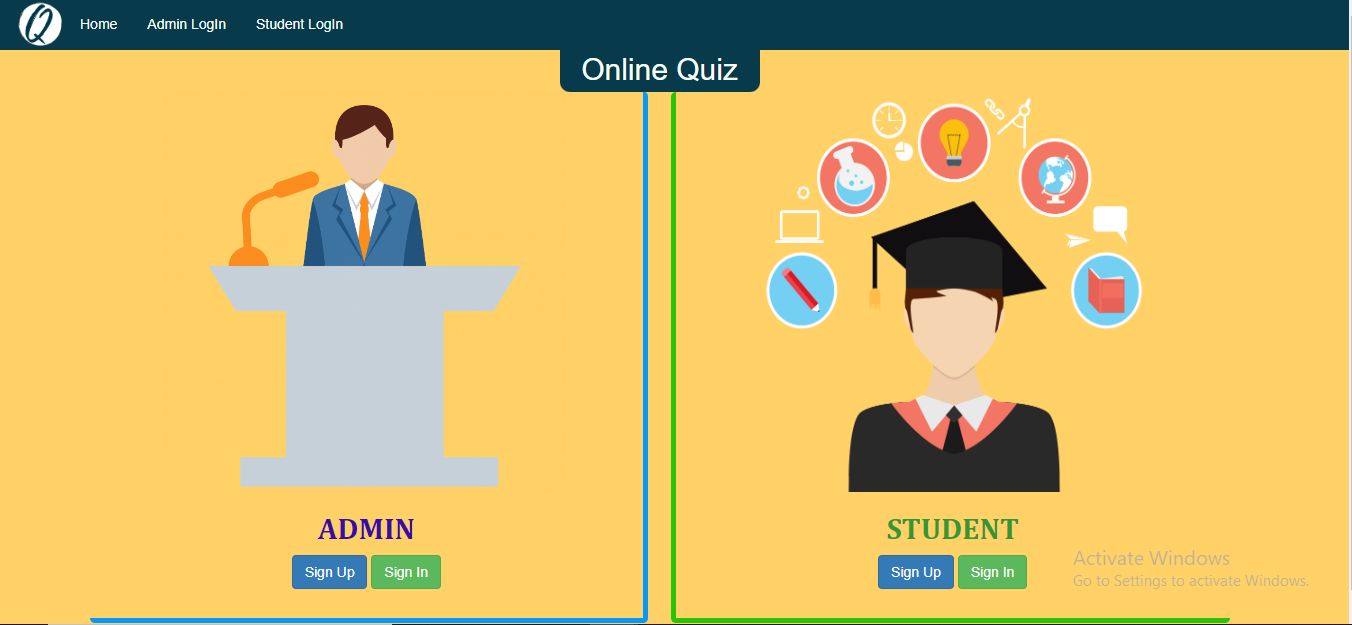 Q
Home Admin LogIn Student LogIn
Online Quiz
ADMIN
Sign Up Sign In
STUDENT
Sign Up Sign In
Activate Windows
Go to Settings to activate Windows.